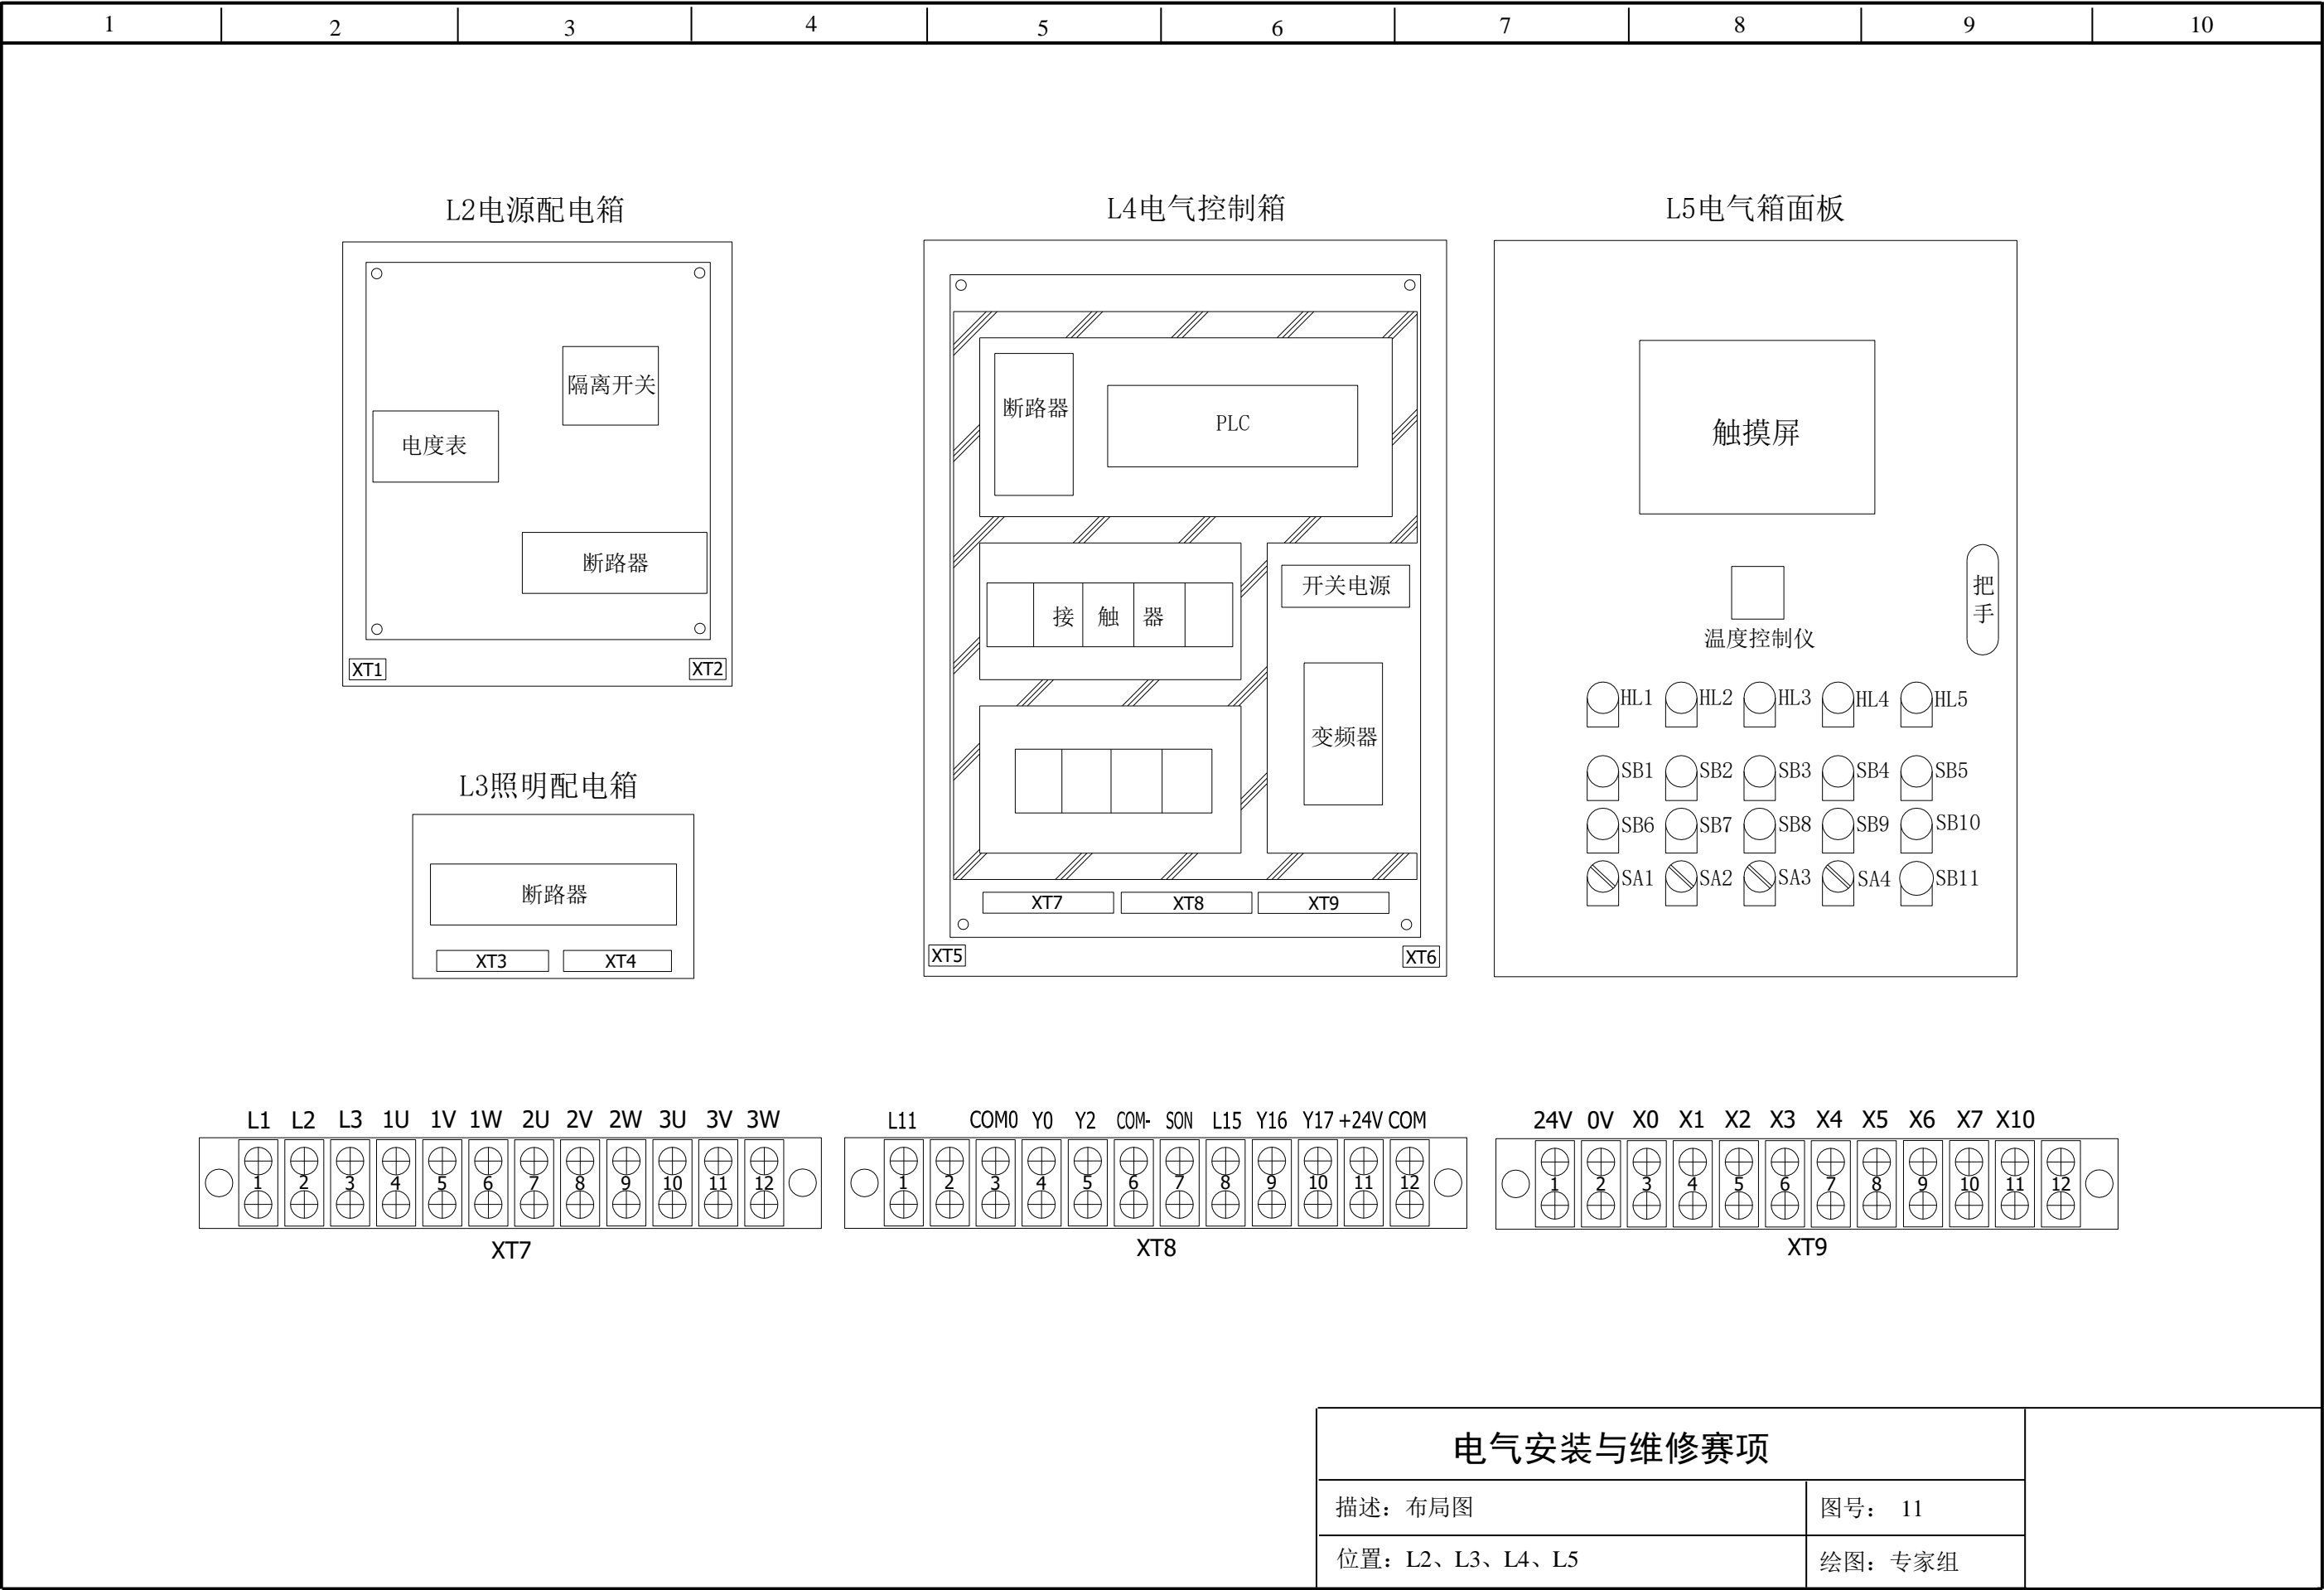 1 2 3 4 5 6 7 8 9 10
L2电源配电箱
隔离开关
电度表
断路器
XT1 XT2
L3照明配电箱
断路器
XT3 XT4
L4电气控制箱
断路器 PLC
接触器
开关电源
变频器
XT7 XT8 XT9
XT5 XT6
L5电气箱面板
触摸屏
把手
温度控制仪
HL1 HL2 HL3 HL4 HL5
SB1 SB2 SB3 SB4 SB5
SB6 SB7 SB8 SB9 SB10
SA1 SA2 SA3 SA4 SB11
L1 L2 L3 1U 1V 1W 2U 2V 2W 3U 3V 3W
1 2 3 4 5 6 7 8 9 10 11 12
XT7
L11 COM0 Y0 Y2 COM- SON L15 Y16 Y17 +24V COM
1 2 3 4 5 6 7 8 9 10 11 12
XT8
24V 0V X0 X1 X2 X3 X4 X5 X6 X7 X10
1 2 3 4 5 6 7 8 9 10 11 12
XT9
电气安装与维修赛项
描述：布局图 图号： 11
位置：L2、L3、L4、L5 绘图：专家组